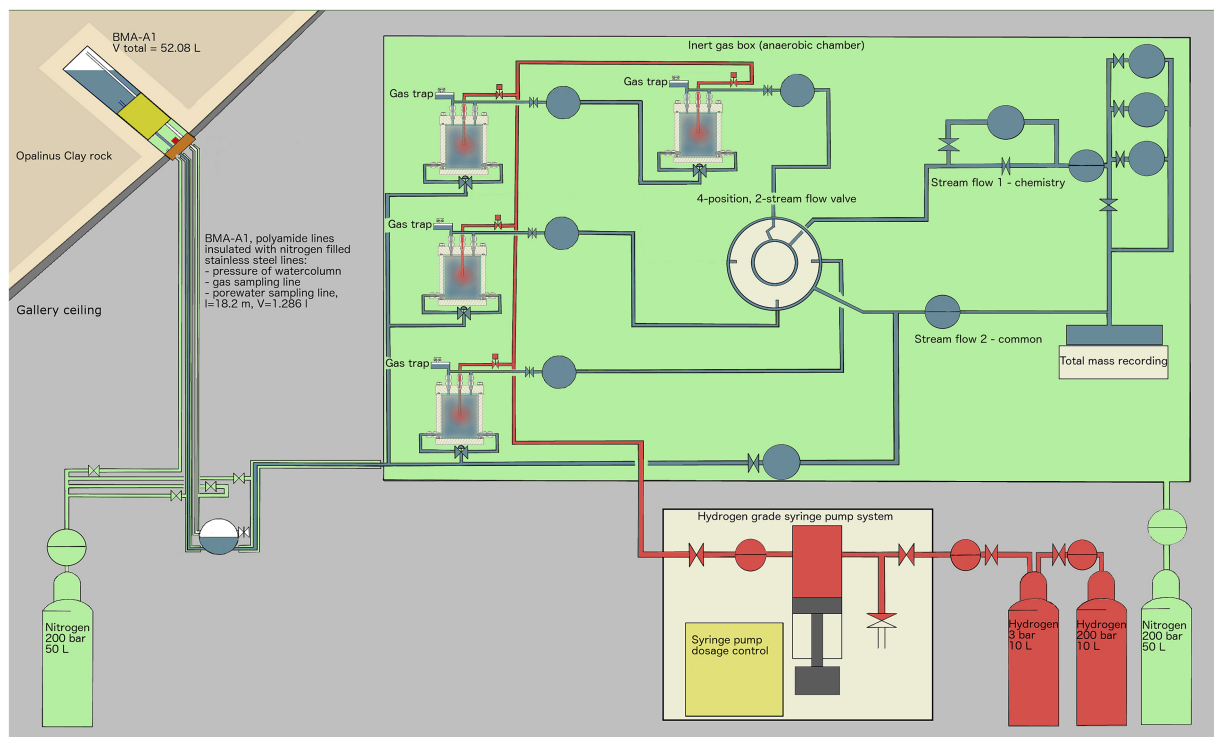 BMA-A1
V total = 52.08 L
Inert gas box (anaerobic chamber)
Gas trap
Gas trap
Opalinus Clay rock
Stream flow 1 - chemistry
4-position, 2-stream flow valve
Gas trap
BMA-A1, polyamide lines
insulated with nitrogen filled
stainless steel lines:
- pressure of watercolumn
- gas sampling line
- porewater sampling line,
l=18.2 m, V=1.286 l
Gallery ceiling
Stream flow 2 - common
Gas trap
Total mass recording
Hydrogen grade syringe pump system
Syringe pump
dosage control
Nitrogen
200 bar
50 L
Hydrogen
3 bar
10 L
Hydrogen
200 bar
10 L
Nitrogen
200 bar
50 L